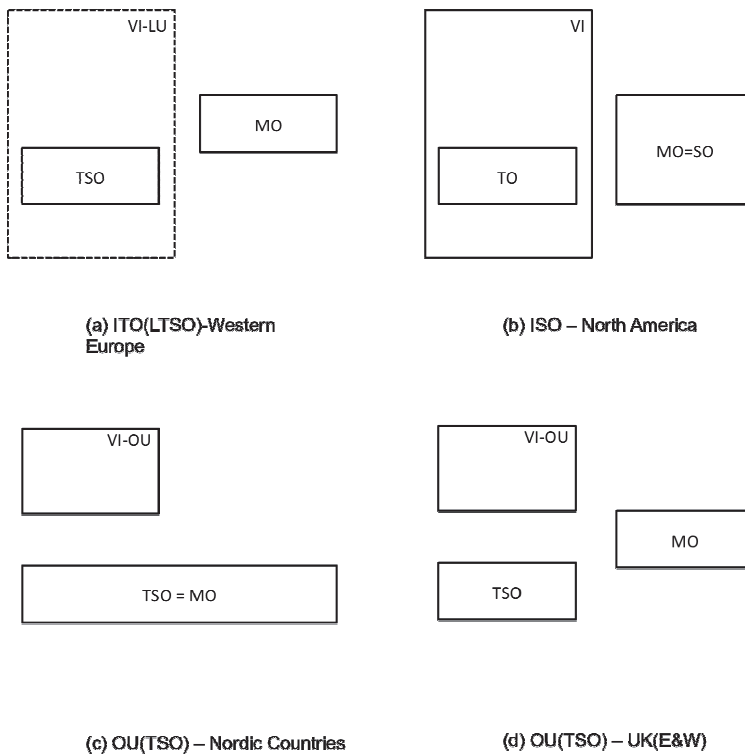 VI-LU
MO
TSO
(a) ITO(LTSO)-Western
Europe
VI
MO=SO
TO
(b) ISO – North America
VI-OU
TSO = MO
(c) OU(TSO) – Nordic Countries
VI-OU
MO
TSO
(d) OU(TSO) – UK(E&W)